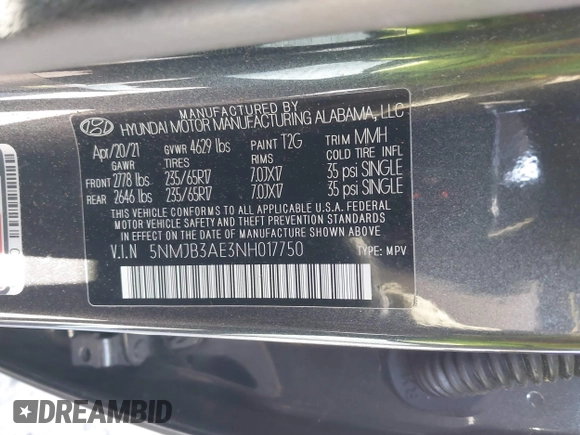 MANUFACTURED BY
HYUNDAI MOTOR MANUFACTURING ALABAMA, LLC
Apr/20/21 GVWR 4629 lbs PAINT T2G TRIM MMH
GAWR TIRES RIMS COLD TIRE INFL
FRONT 2778 lbs 235/65R17 7.0JX17 35 psi SINGLE
REAR 2646 lbs 235/65R17 7.0JX17 35 psi SINGLE
THIS VEHICLE CONFORMS TO ALL APPLICABLE U.S.A. FEDERAL
MOTOR VEHICLE SAFETY AND THEFT PREVENTION STANDARDS
IN EFFECT ON THE DATE OF MANUFACTURE SHOWN ABOVE.
V.I.N 5NMJB3AE3NH017750 TYPE: MPV
DREAMBID